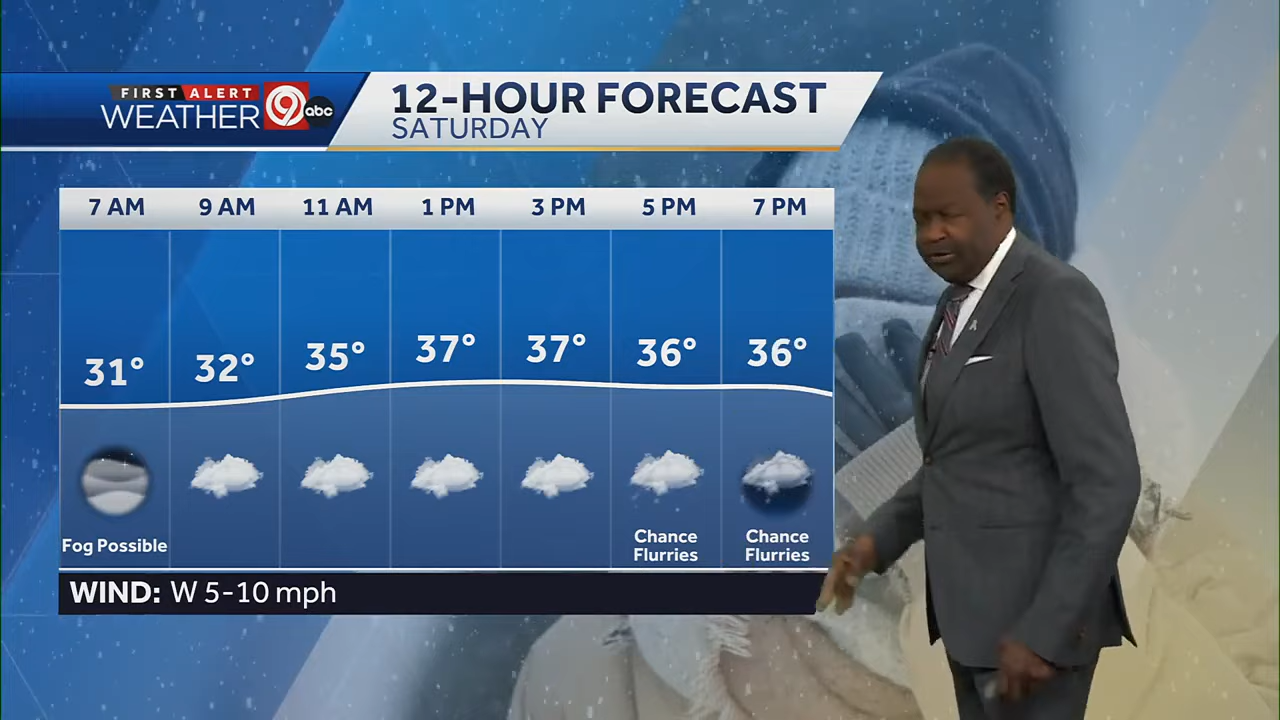 FIRST ALERT
WEATHER 9 abc
12-HOUR FORECAST
SATURDAY
7 AM 9 AM 11 AM 1 PM 3 PM 5 PM 7 PM
31° 32° 35° 37° 37° 36° 36°
Fog Possible
Chance Flurries
Chance Flurries
WIND: W 5-10 mph